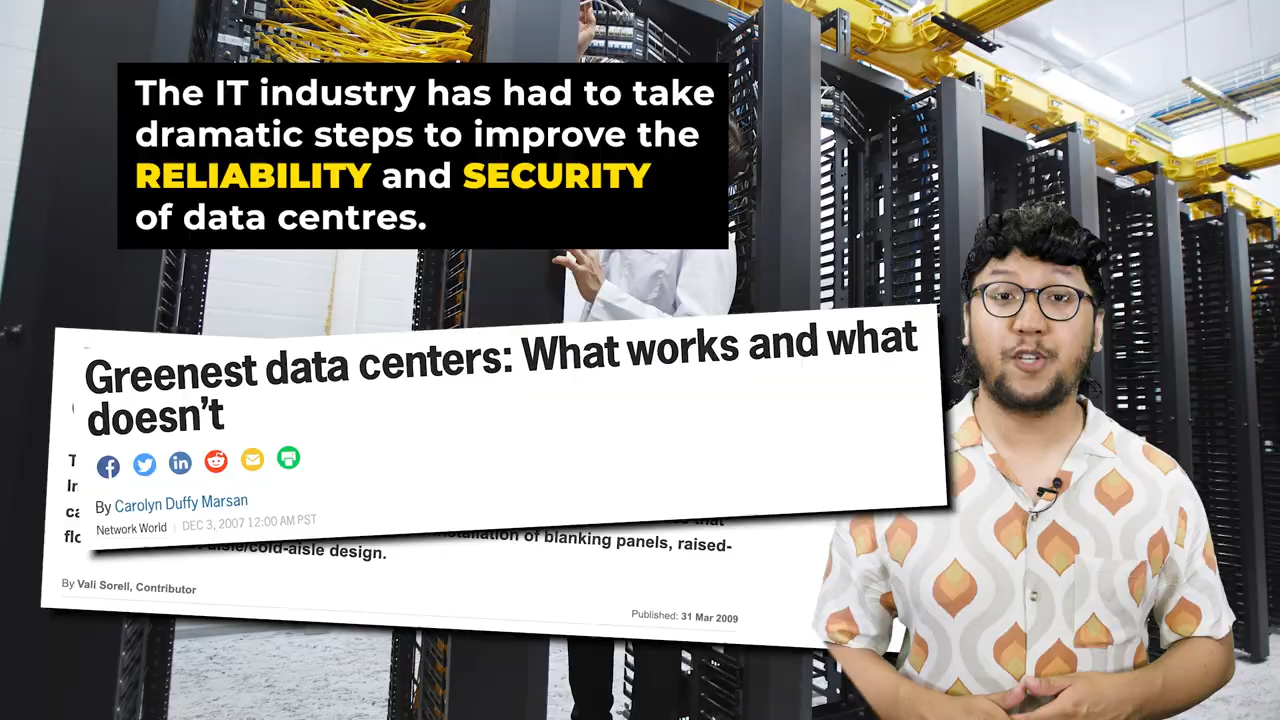 The IT industry has had to take
dramatic steps to improve the
RELIABILITY and SECURITY
of data centres.
Greenest data centers: What works and what
doesn't
By Carolyn Duffy Marsan
Network World | DEC 3, 2007 12:00 AM PST
that
installation of blanking panels, raised-
aisle/cold-aisle design.
By Vali Sorell, Contributor
Published: 31 Mar 2009